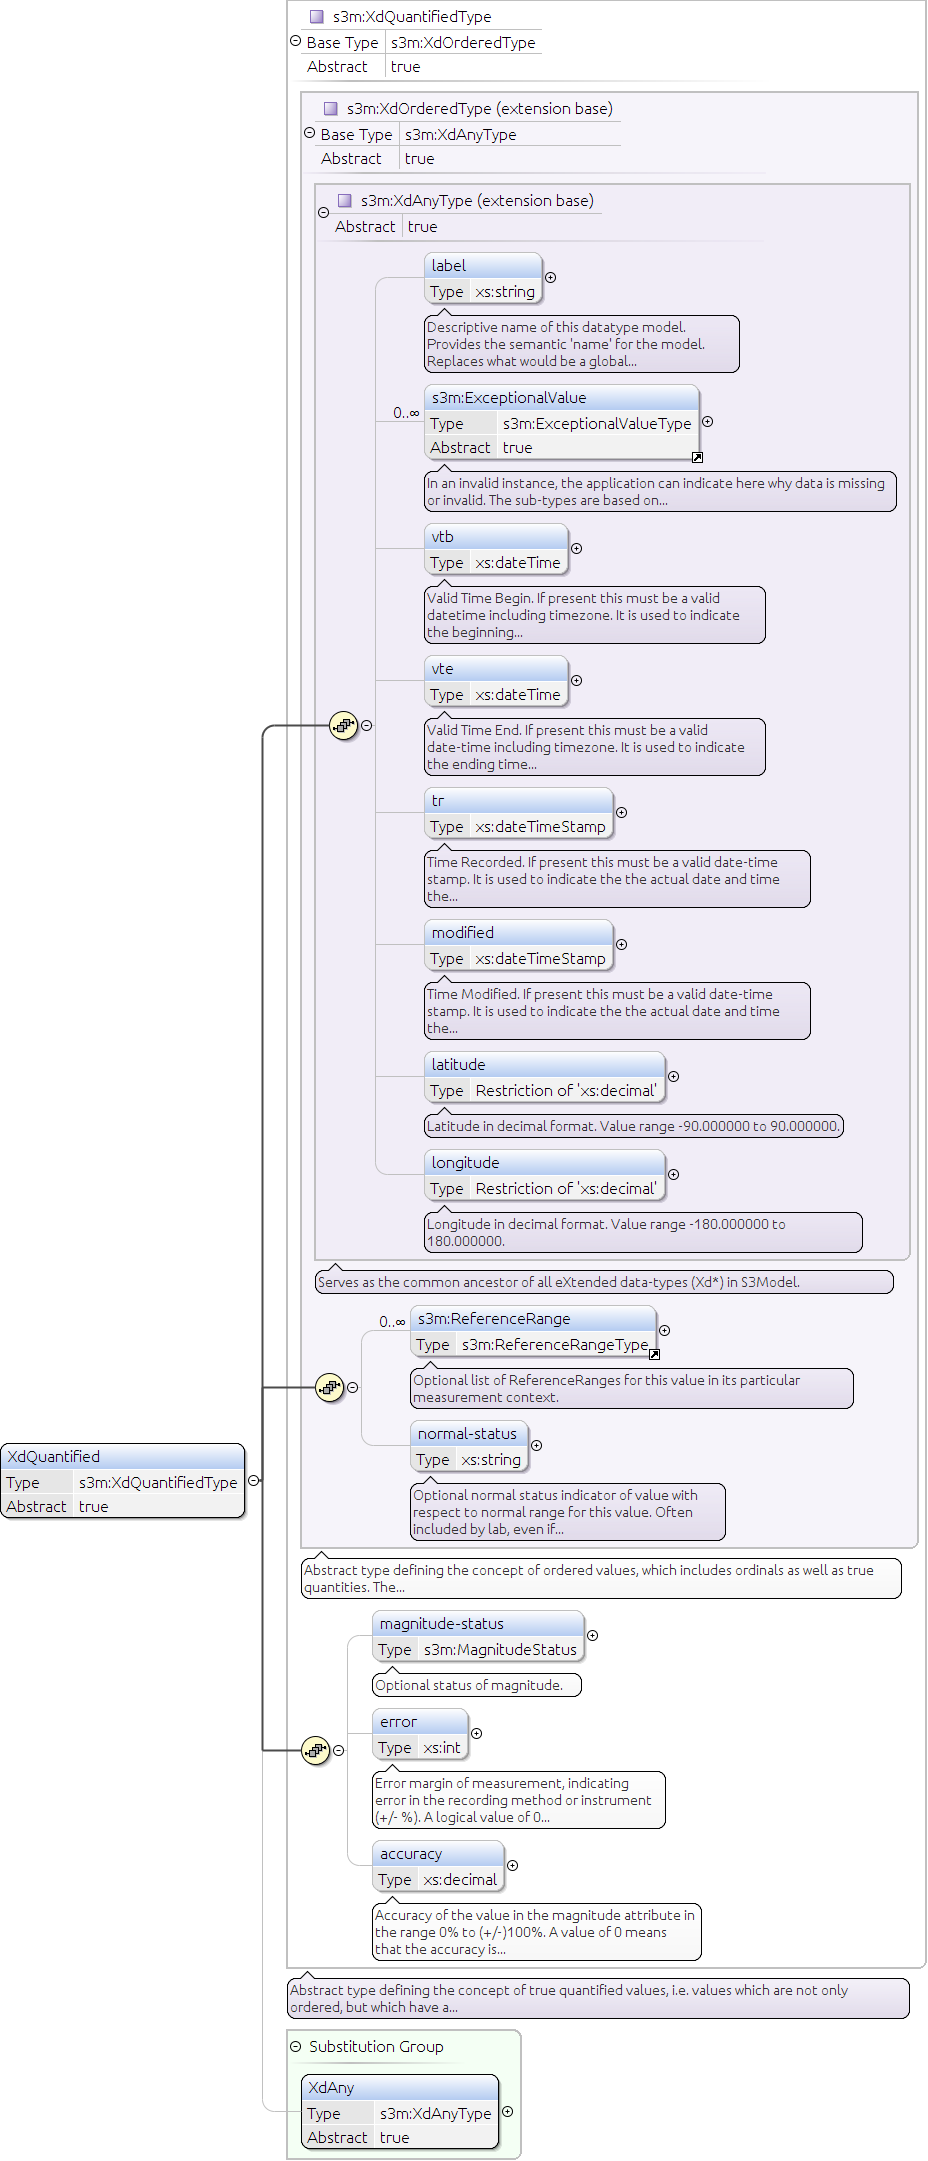 s3m:XdQuantifiedType
Base Type s3m:XdOrderedType
Abstract true
s3m:XdOrderedType (extension base)
Base Type s3m:XdAnyType
Abstract true
s3m:XdAnyType (extension base)
Abstract true
label
Type xs:string
Descriptive name of this datatype model.
Provides the semantic 'name' for the model.
Replaces what would be a global...
s3m:ExceptionalValue
0..∞
Type s3m:ExceptionalValueType
Abstract true
In an invalid instance, the application can indicate here why data is missing
or invalid. The sub-types are based on...
vtb
Type xs:dateTime
Valid Time Begin. If present this must be a valid
datetime including timezone. It is used to indicate
the beginning...
vte
Type xs:dateTime
Valid Time End. If present this must be a valid
date-time including timezone. It is used to indicate
the ending time...
tr
Type xs:dateTimeStamp
Time Recorded. If present this must be a valid date-time
stamp. It is used to indicate the the actual date and time
the...
modified
Type xs:dateTimeStamp
Time Modified. If present this must be a valid date-time
stamp. It is used to indicate the the actual date and time
the...
latitude
Type Restriction of 'xs:decimal'
Latitude in decimal format. Value range -90.000000 to 90.000000.
longitude
Type Restriction of 'xs:decimal'
Longitude in decimal format. Value range -180.000000 to
180.000000.
Serves as the common ancestor of all eXtended data-types (Xd*) in S3Model.
s3m:ReferenceRange
0..∞
Type s3m:ReferenceRangeType
Optional list of ReferenceRanges for this value in its particular
measurement context.
normal-status
Type xs:string
Optional normal status indicator of value with
respect to normal range for this value. Often
included by lab, even if...
XdQuantified
Type s3m:XdQuantifiedType
Abstract true
Abstract type defining the concept of ordered values, which includes ordinals as well as true
quantities. The...
magnitude-status
Type s3m:MagnitudeStatus
Optional status of magnitude.
error
Type xs:int
Error margin of measurement, indicating
error in the recording method or instrument
(+/- %). A logical value of 0...
accuracy
Type xs:decimal
Accuracy of the value in the magnitude attribute in
the range 0% to (+/-)100%. A value of 0 means
that the accuracy is...
Abstract type defining the concept of true quantified values, i.e. values which are not only
ordered, but which have a...
Substitution Group
XdAny
Type s3m:XdAnyType
Abstract true